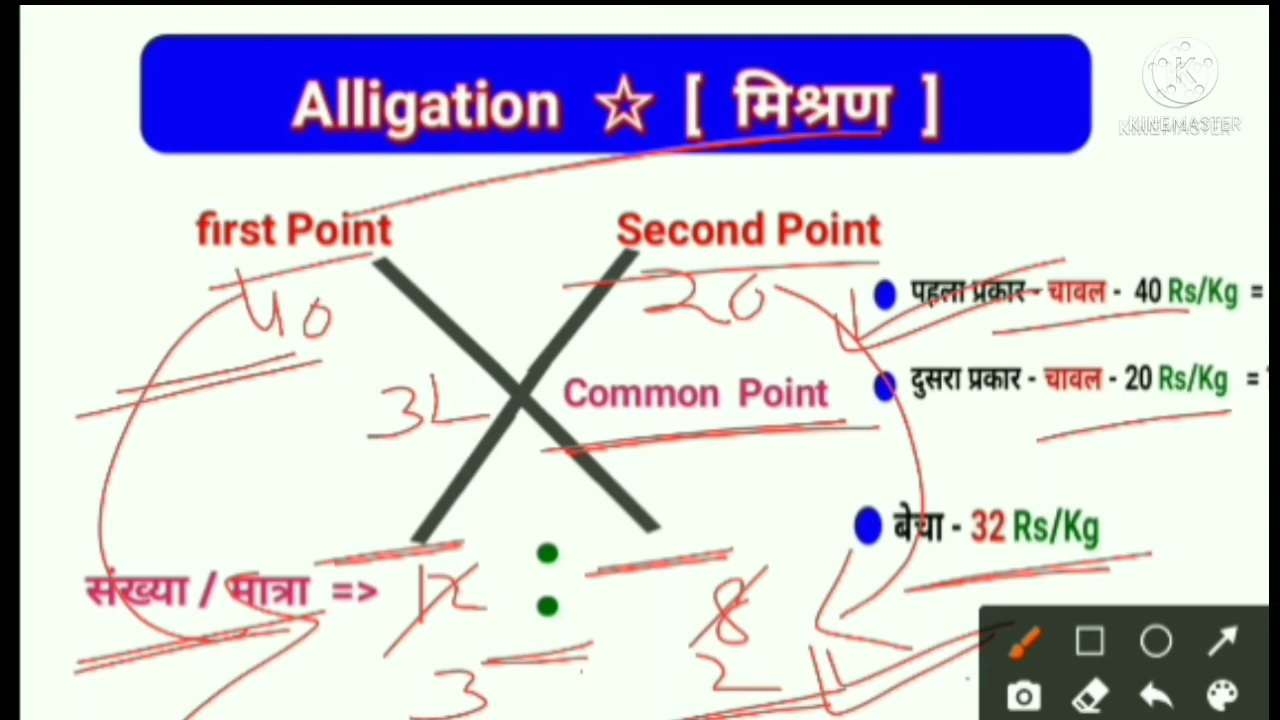 Alligation ☆ [ मिश्रण ]
KINEMASTER
first Point Second Point
40 20
पहला प्रकार - चावल - 40 Rs/Kg =
दुसरा प्रकार - चावल - 20 Rs/Kg =
32 Common Point
बेचा - 32 Rs/Kg
संख्या / मात्रा => 12 : 8
3 2